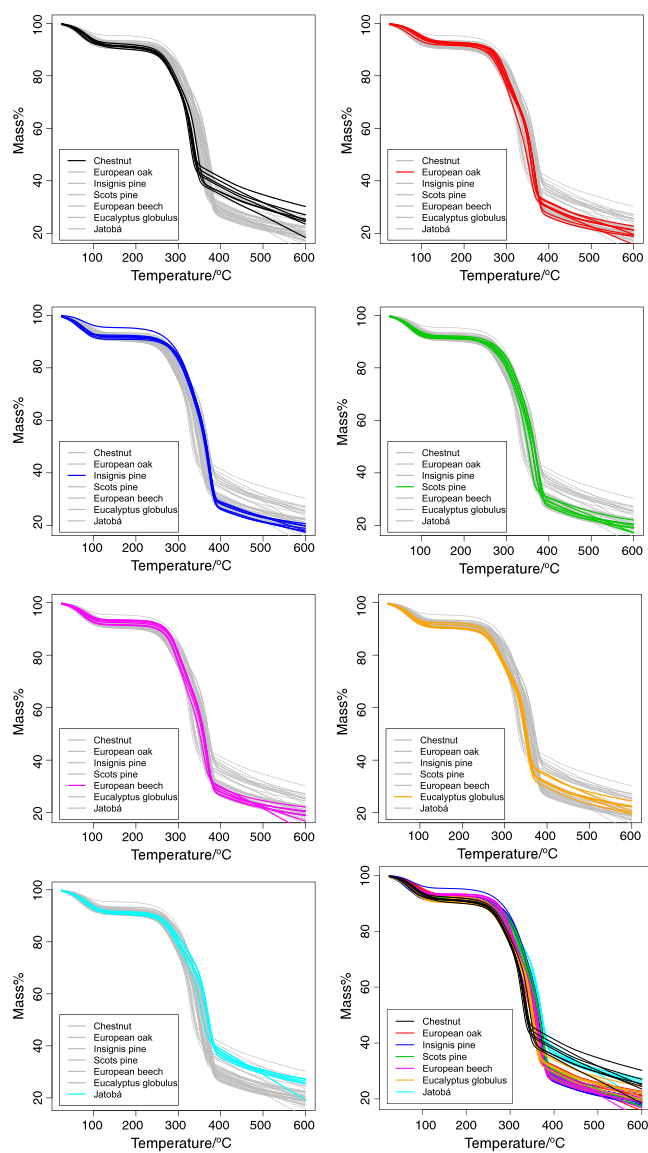 Mass%
100
80
60
40
20
Chestnut
European oak
Insignis pine
Scots pine
European beech
Eucalyptus globulus
Jatobá
100 200 300 400 500 600
Temperature/ºC
Mass%
100
80
60
40
20
Chestnut
European oak
Insignis pine
Scots pine
European beech
Eucalyptus globulus
Jatobá
100 200 300 400 500 600
Temperature/ºC
Mass%
100
80
60
40
20
Chestnut
European oak
Insignis pine
Scots pine
European beech
Eucalyptus globulus
Jatobá
100 200 300 400 500 600
Temperature/ºC
Mass%
100
80
60
40
20
Chestnut
European oak
Insignis pine
Scots pine
European beech
Eucalyptus globulus
Jatobá
100 200 300 400 500 600
Temperature/ºC
Mass%
100
80
60
40
20
Chestnut
European oak
Insignis pine
Scots pine
European beech
Eucalyptus globulus
Jatobá
100 200 300 400 500 600
Temperature/ºC
Mass%
100
80
60
40
20
Chestnut
European oak
Insignis pine
Scots pine
European beech
Eucalyptus globulus
Jatobá
100 200 300 400 500 600
Temperature/ºC
Mass%
100
80
60
40
20
Chestnut
European oak
Insignis pine
Scots pine
European beech
Eucalyptus globulus
Jatobá
100 200 300 400 500 600
Temperature/ºC
Mass%
100
80
60
40
20
Chestnut
European oak
Insignis pine
Scots pine
European beech
Eucalyptus globulus
Jatobá
100 200 300 400 500 600
Temperature/ºC